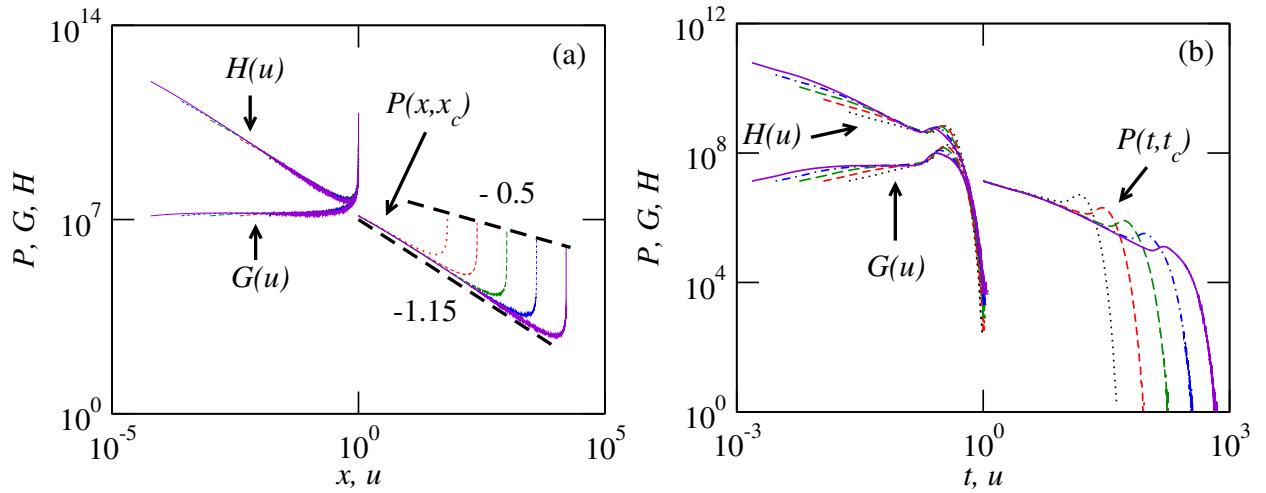 10^14
(a)
H(u)
P(x,x_c)
- 0.5
P, G, H
10^7
G(u)
-1.15
10^0
10^-5
10^0
10^5
x, u
10^12
(b)
P(t,t_c)
H(u)
10^8
P, G, H
G(u)
10^4
10^0
10^-3
10^0
10^3
t, u